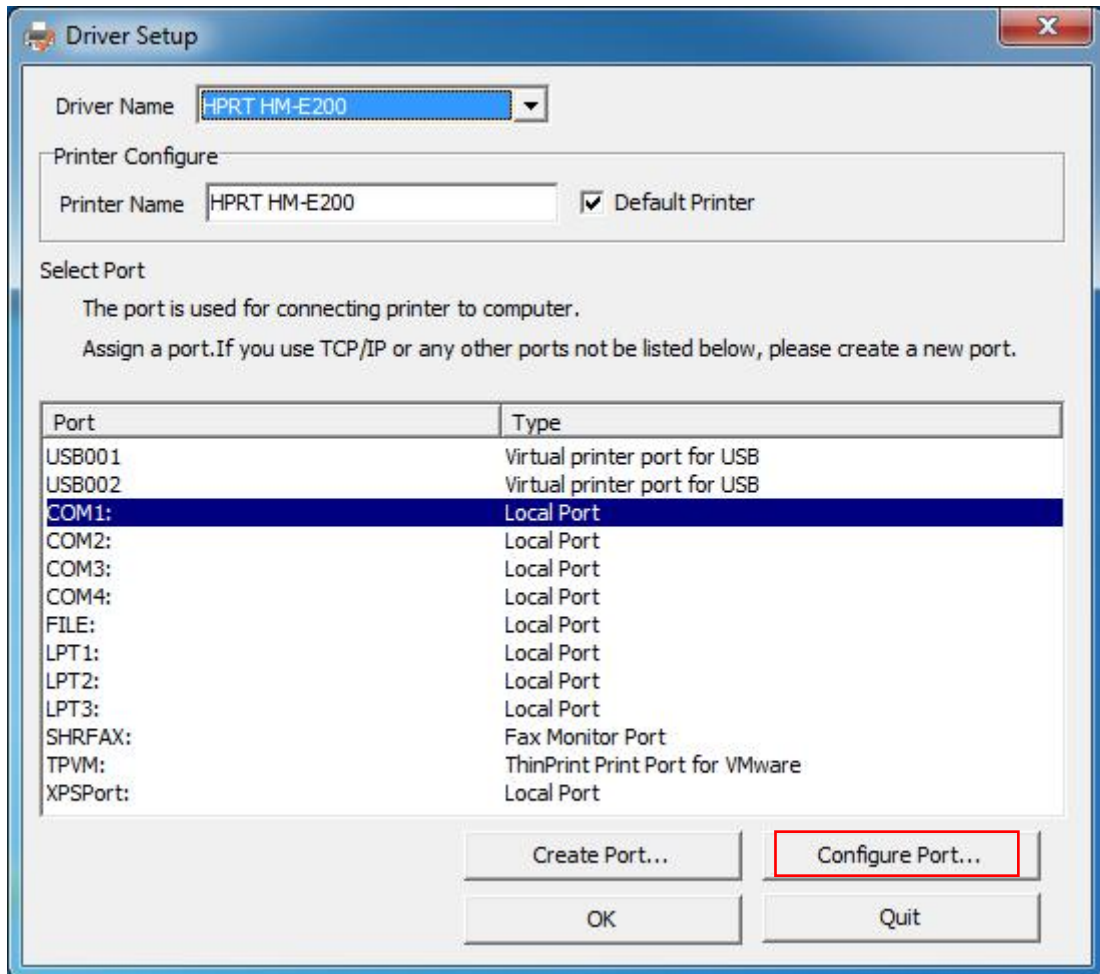 Driver Setup
Driver Name HPRT HM-E200
Printer Configure
Printer Name HPRT HM-E200 Default Printer
Select Port
The port is used for connecting printer to computer.
Assign a port.If you use TCP/IP or any other ports not be listed below, please create a new port.
Port Type
USB001 Virtual printer port for USB
USB002 Virtual printer port for USB
COM1: Local Port
COM2: Local Port
COM3: Local Port
COM4: Local Port
FILE: Local Port
LPT1: Local Port
LPT2: Local Port
LPT3: Local Port
SHRFAX: Fax Monitor Port
TPVM: ThinPrint Print Port for VMware
XPSPort: Local Port
Create Port... Configure Port...
OK Quit